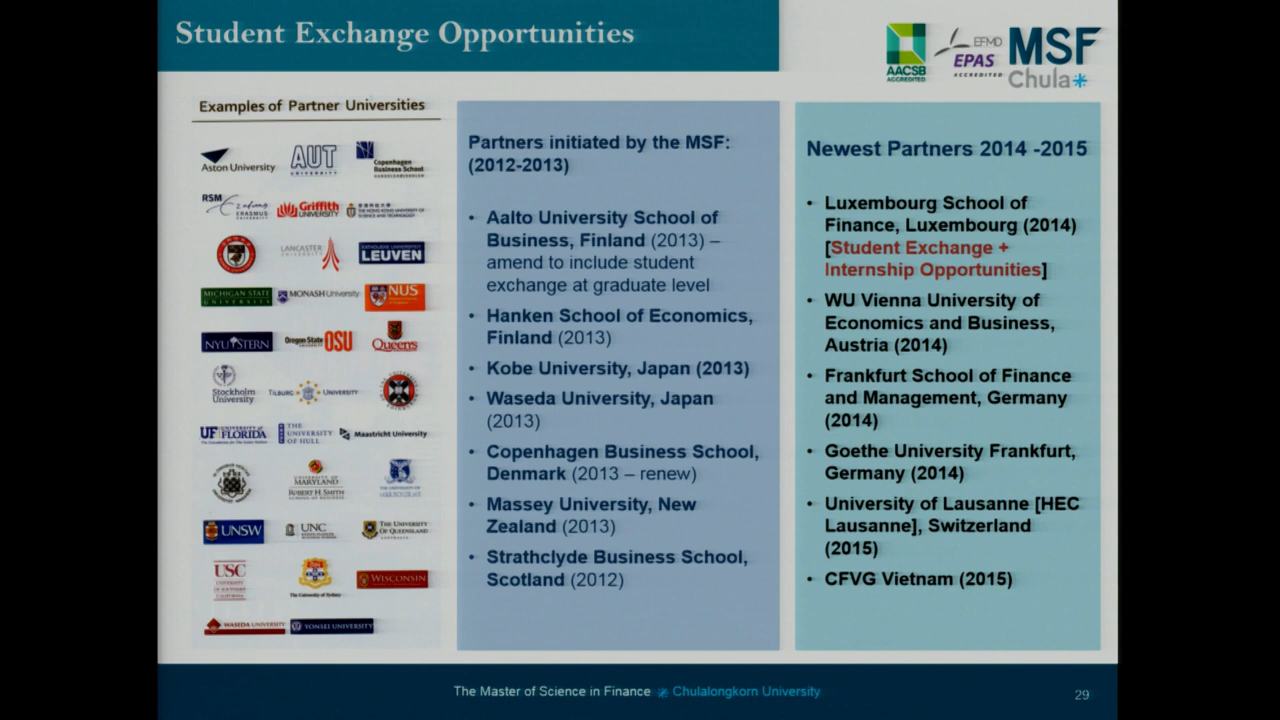 Student Exchange Opportunities
AACSB
ACCREDITED
EFMD
EPAS
ACCREDITED
MSF
Chula
Examples of Partner Universities
Aston University
AUT
UNIVERSITY
Copenhagen
Business School
RSM
Erasmus
ERASMUS
UNIVERSITY
Griffith
UNIVERSITY
LANCASTER
UNIVERSITY
LEUVEN
MICHIGAN STATE
UNIVERSITY
MONASH University
NUS
NYU STERN
Oregon State
UNIVERSITY
OSU
Queen's
Stockholm
University
TILBURG UNIVERSITY
UF UNIVERSITY of
FLORIDA
THE
UNIVERSITY
OF HULL
Maastricht University
UNIVERSITY OF
MARYLAND
ROBERT H. SMITH
SCHOOL OF BUSINESS
UNSW
UNC
THE UNIVERSITY
OF QUEENSLAND
AUSTRALIA
USC
UNIVERSITY
OF SOUTHERN
CALIFORNIA
The University of Sydney
WISCONSIN
WASEDA UNIVERSITY
YONSEI UNIVERSITY
Partners initiated by the MSF:
(2012-2013)
• Aalto University School of
Business, Finland (2013) –
amend to include student
exchange at graduate level
• Hanken School of Economics,
Finland (2013)
• Kobe University, Japan (2013)
• Waseda University, Japan
(2013)
• Copenhagen Business School,
Denmark (2013 – renew)
• Massey University, New
Zealand (2013)
• Strathclyde Business School,
Scotland (2012)
Newest Partners 2014 -2015
• Luxembourg School of
Finance, Luxembourg (2014)
[Student Exchange +
Internship Opportunities]
• WU Vienna University of
Economics and Business,
Austria (2014)
• Frankfurt School of Finance
and Management, Germany
(2014)
• Goethe University Frankfurt,
Germany (2014)
• University of Lausanne [HEC
Lausanne], Switzerland
(2015)
• CFVG Vietnam (2015)
The Master of Science in Finance Chulalongkorn University
29